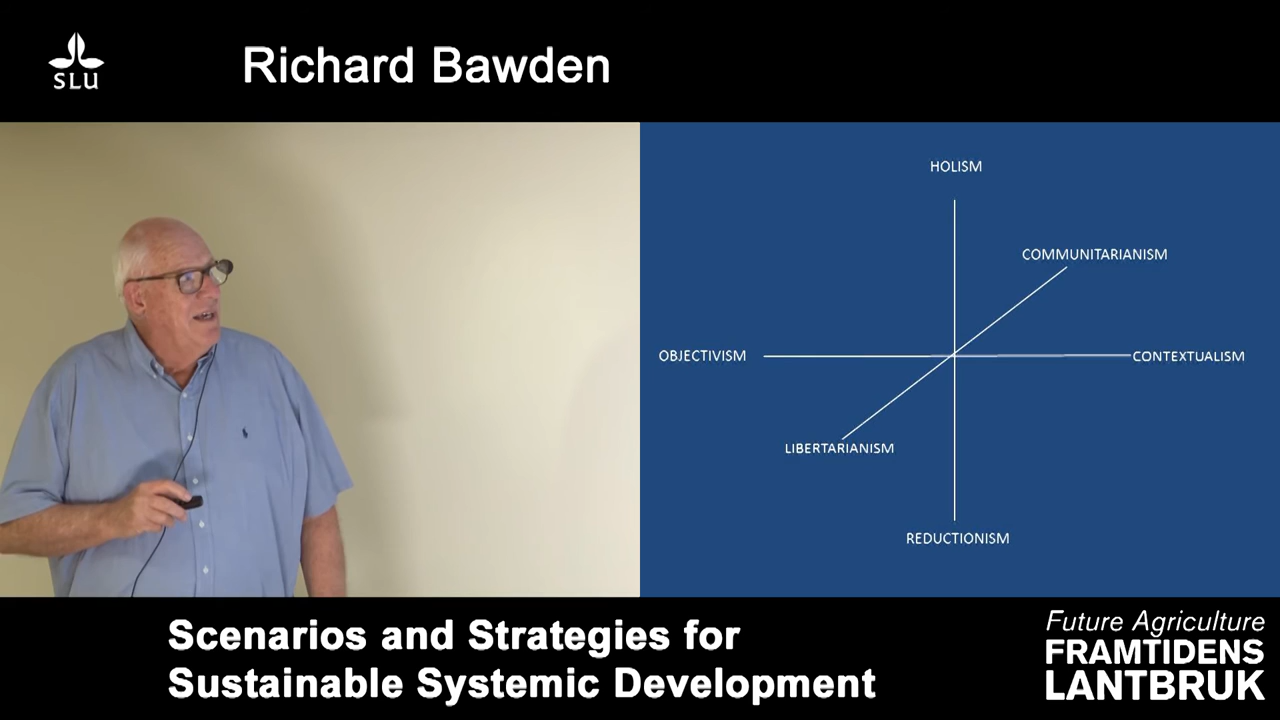 SLU
Richard Bawden
HOLISM
COMMUNITARIANISM
OBJECTIVISM
CONTEXTUALISM
LIBERTARIANISM
REDUCTIONISM
Scenarios and Strategies for
Sustainable Systemic Development
Future Agriculture
FRAMTIDENS
LANTBRUK